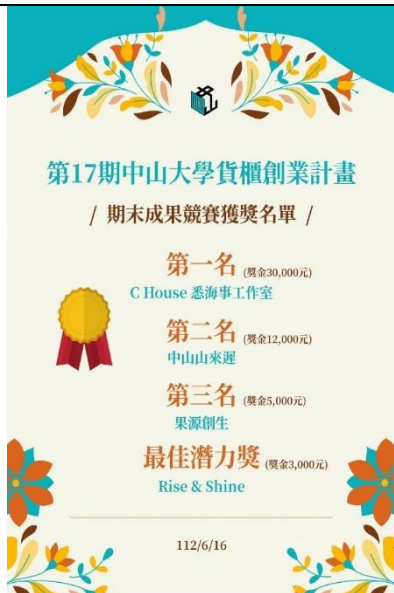 第17期中山大學貨櫃創業計畫
/ 期末成果競賽獲獎名單 /
第一名 (獎金30,000元)
C House 悉海事工作室
第二名 (獎金12,000元)
中山山來遲
第三名 (獎金5,000元)
果源創生
最佳潛力獎 (獎金3,000元)
Rise & Shine
112/6/16